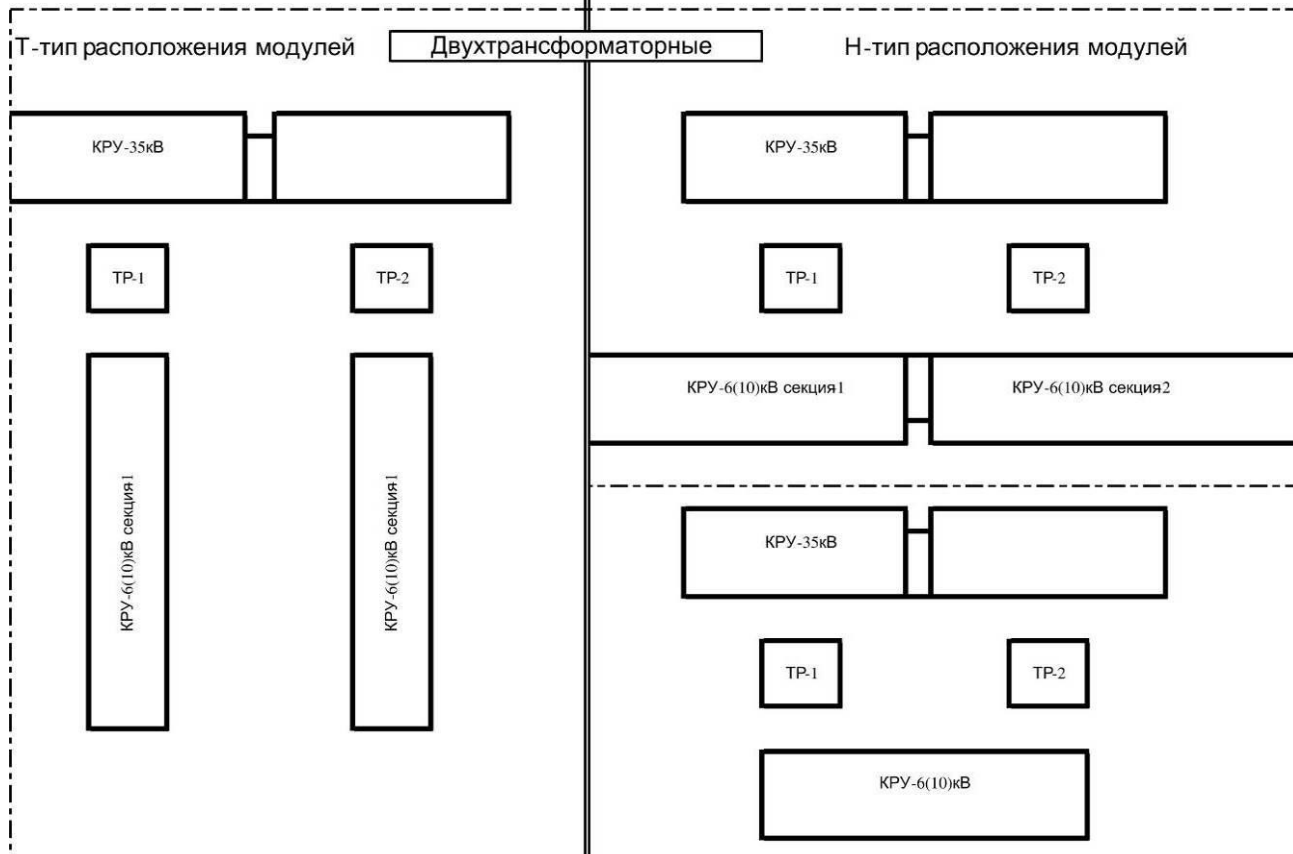 Т-тип расположения модулей
Двухтрансформаторные
Н-тип расположения модулей
КРУ-35кВ
ТР-1
ТР-2
КРУ-6(10)кВ секция1
КРУ-6(10)кВ секция1
КРУ-35кВ
ТР-1
ТР-2
КРУ-6(10)кВ секция1
КРУ-6(10)кВ секция2
КРУ-35кВ
ТР-1
ТР-2
КРУ-6(10)кВ